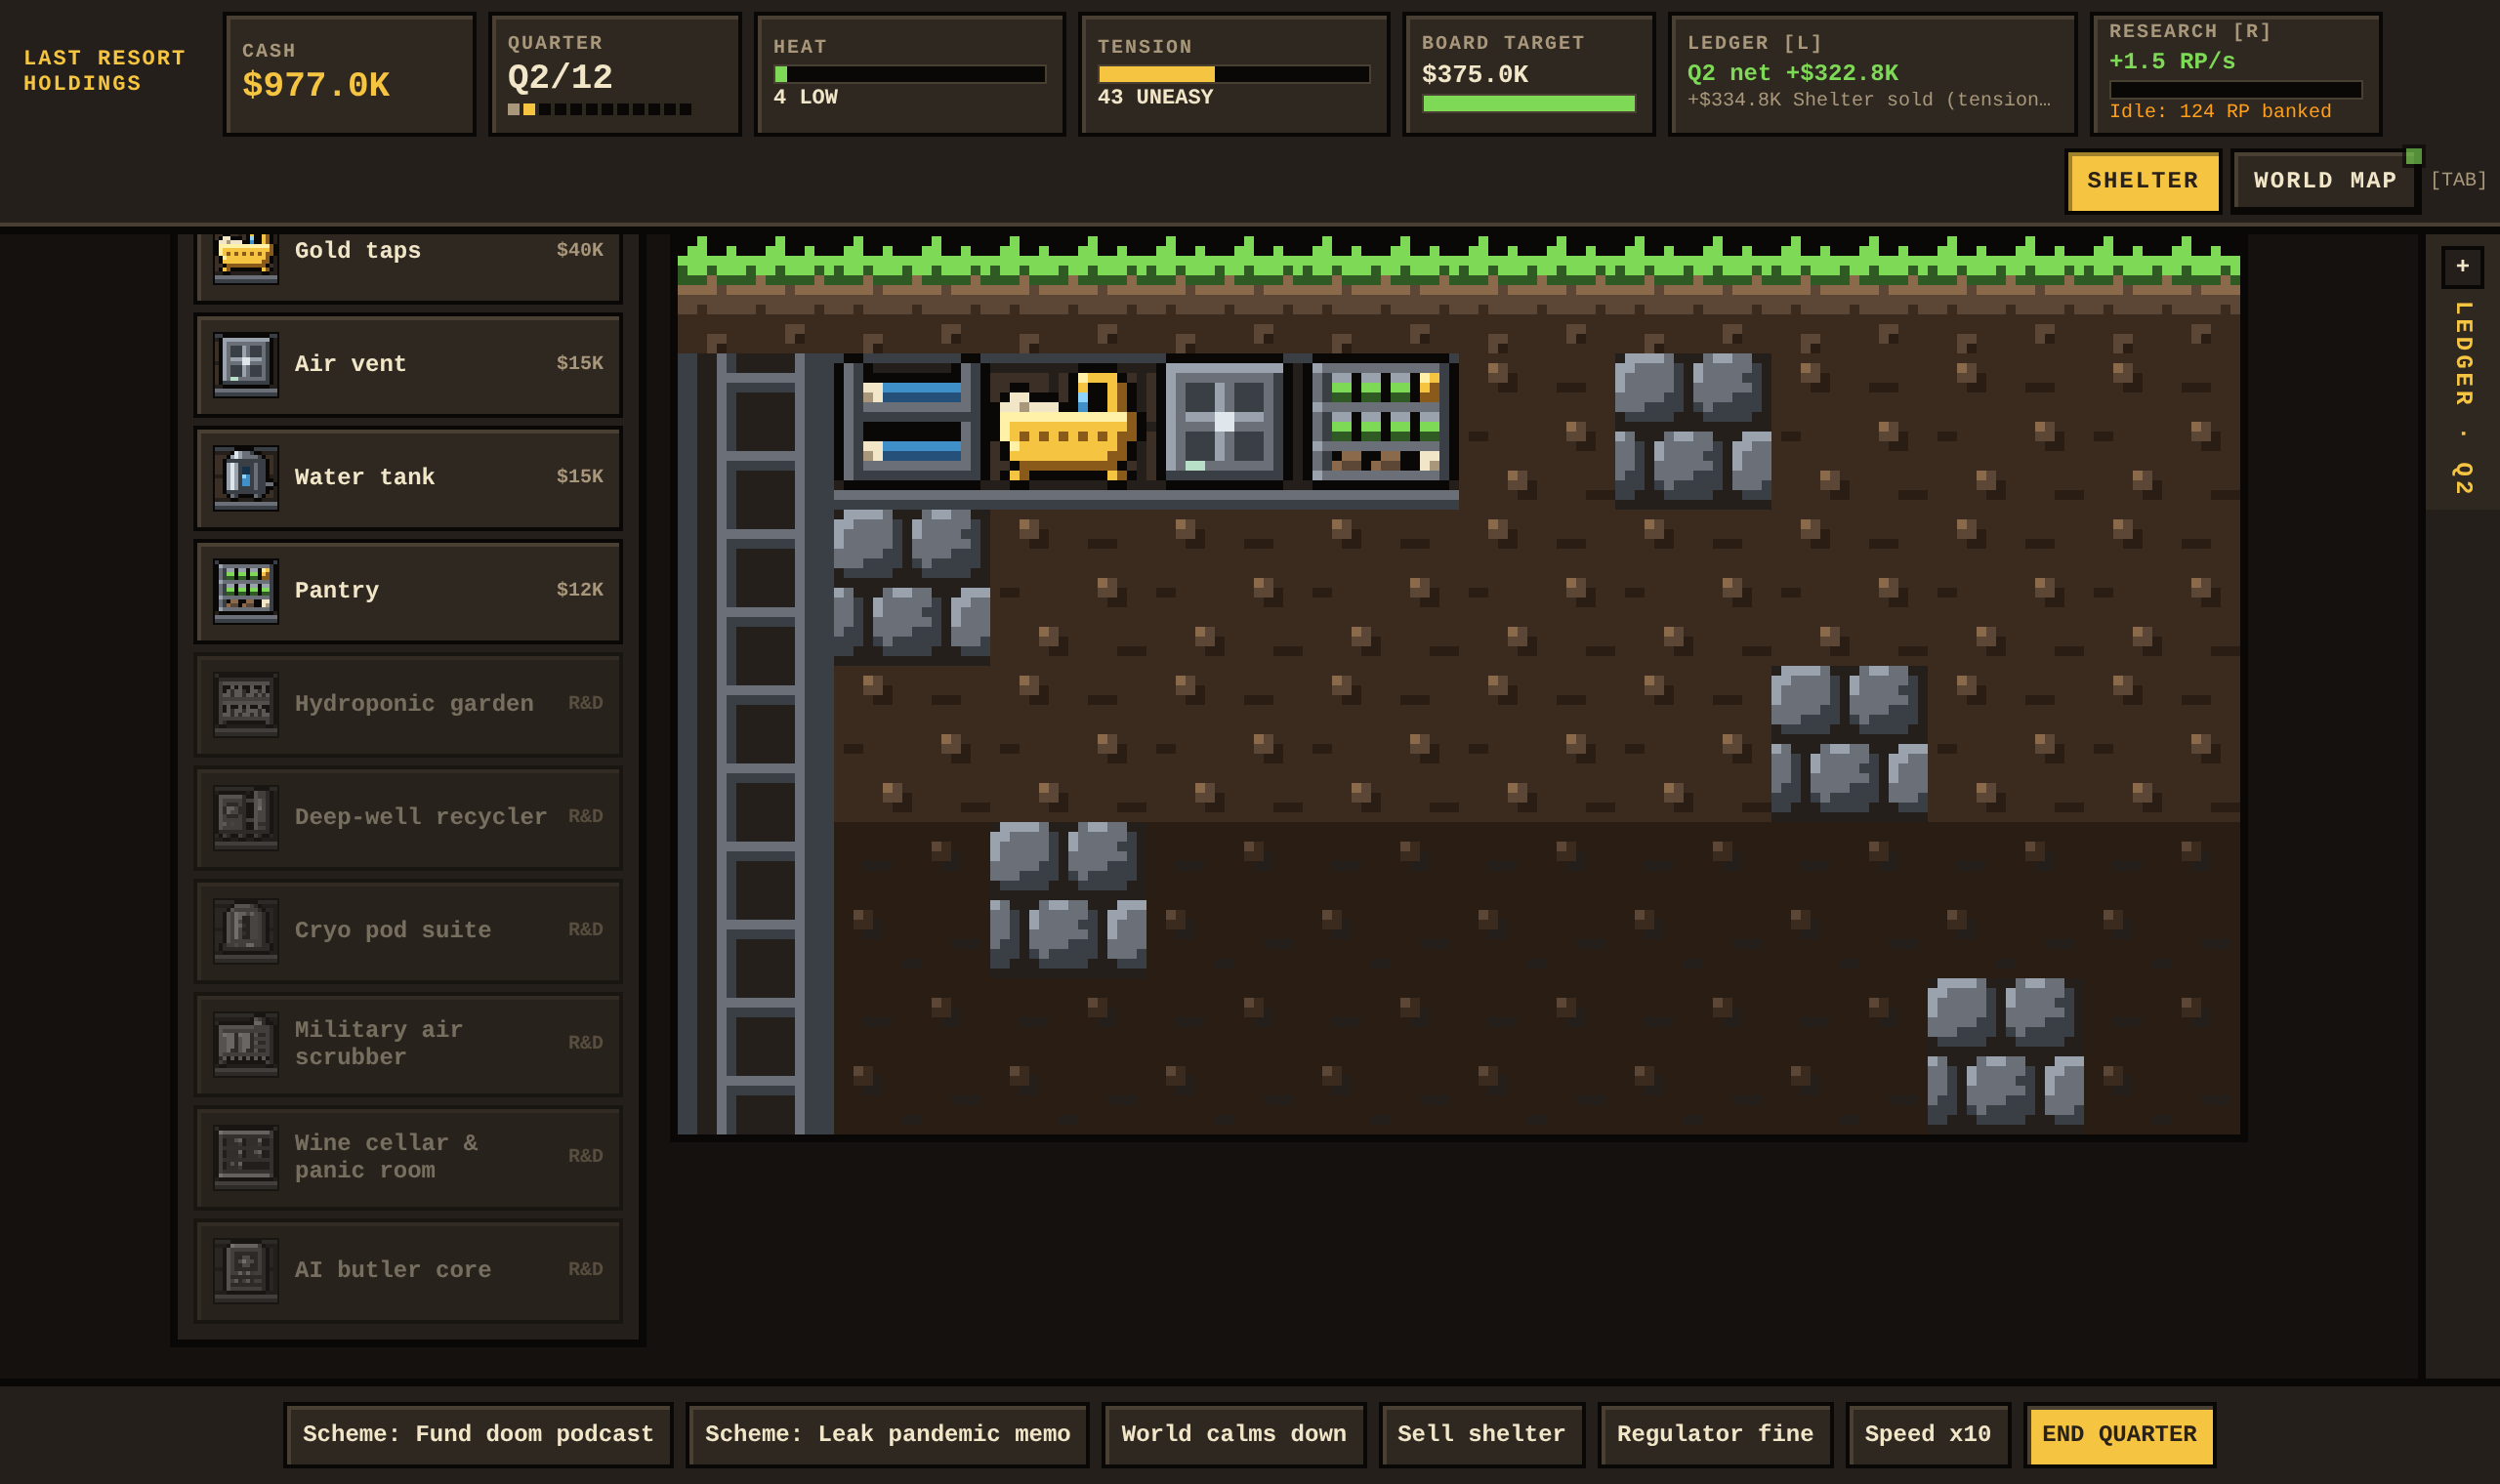 LAST RESORT
HOLDINGS
CASH
$977.0K
QUARTER
Q2/12
HEAT
4 LOW
TENSION
43 UNEASY
BOARD TARGET
$375.0K
LEDGER [L]
Q2 net +$322.8K
+$334.8K Shelter sold (tension…
RESEARCH [R]
+1.5 RP/s
Idle: 124 RP banked
SHELTER
WORLD MAP
[TAB]
Gold taps $40K
Air vent $15K
Water tank $15K
Pantry $12K
Hydroponic garden R&D
Deep-well recycler R&D
Cryo pod suite R&D
Military air
scrubber R&D
Wine cellar &
panic room R&D
AI butler core R&D
+
LEDGER · Q2
Scheme: Fund doom podcast
Scheme: Leak pandemic memo
World calms down
Sell shelter
Regulator fine
Speed x10
END QUARTER